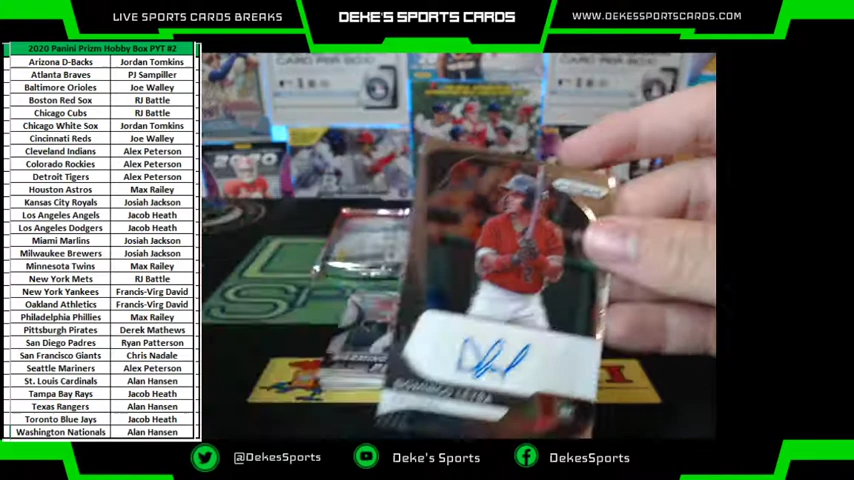 LIVE SPORTS CARDS BREAKS
DEKE'S SPORTS CARDS
WWW.DEKESSPORTSCARDS.COM
2020 Panini Prizm Hobby Box PYT #2
Arizona D-Backs Jordan Tomkins
Atlanta Braves PJ Sampiller
Baltimore Orioles Joe Walley
Boston Red Sox RJ Battle
Chicago Cubs RJ Battle
Chicago White Sox Jordan Tomkins
Cincinnati Reds Joe Walley
Cleveland Indians Alex Peterson
Colorado Rockies Alex Peterson
Detroit Tigers Alex Peterson
Houston Astros Max Railey
Kansas City Royals Josiah Jackson
Los Angeles Angels Jacob Heath
Los Angeles Dodgers Jacob Heath
Miami Marlins Josiah Jackson
Milwaukee Brewers Josiah Jackson
Minnesota Twins Max Railey
New York Mets RJ Battle
New York Yankees Francis-Virg David
Oakland Athletics Francis-Virg David
Philadelphia Phillies Max Railey
Pittsburgh Pirates Derek Mathews
San Diego Padres Ryan Patterson
San Francisco Giants Chris Nadale
Seattle Mariners Alex Peterson
St. Louis Cardinals Alan Hansen
Tampa Bay Rays Jacob Heath
Texas Rangers Alan Hansen
Toronto Blue Jays Jacob Heath
Washington Nationals Alan Hansen
CARD PER BOX!
2020
@DekesSports
Deke's Sports
DekesSports